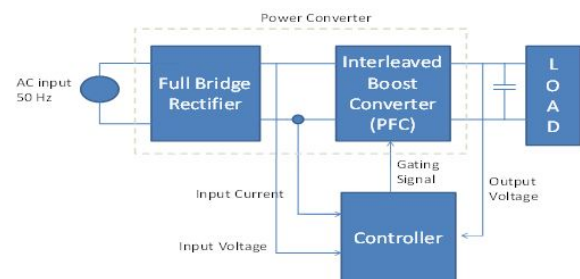 Power Converter
AC input
50 Hz
Full Bridge
Rectifier
Interleaved
Boost
Converter
(PFC)
L
O
A
D
Gating
Signal
Output
Voltage
Input Current
Input Voltage
Controller